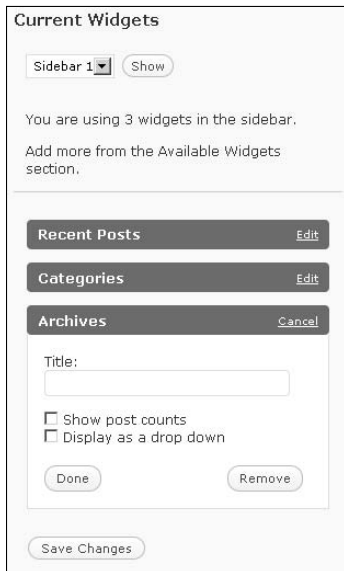 Current Widgets
Sidebar 1 Show
You are using 3 widgets in the sidebar.
Add more from the Available Widgets
section.
Recent Posts Edit
Categories Edit
Archives Cancel
Title:
Show post counts
Display as a drop down
Done Remove
Save Changes